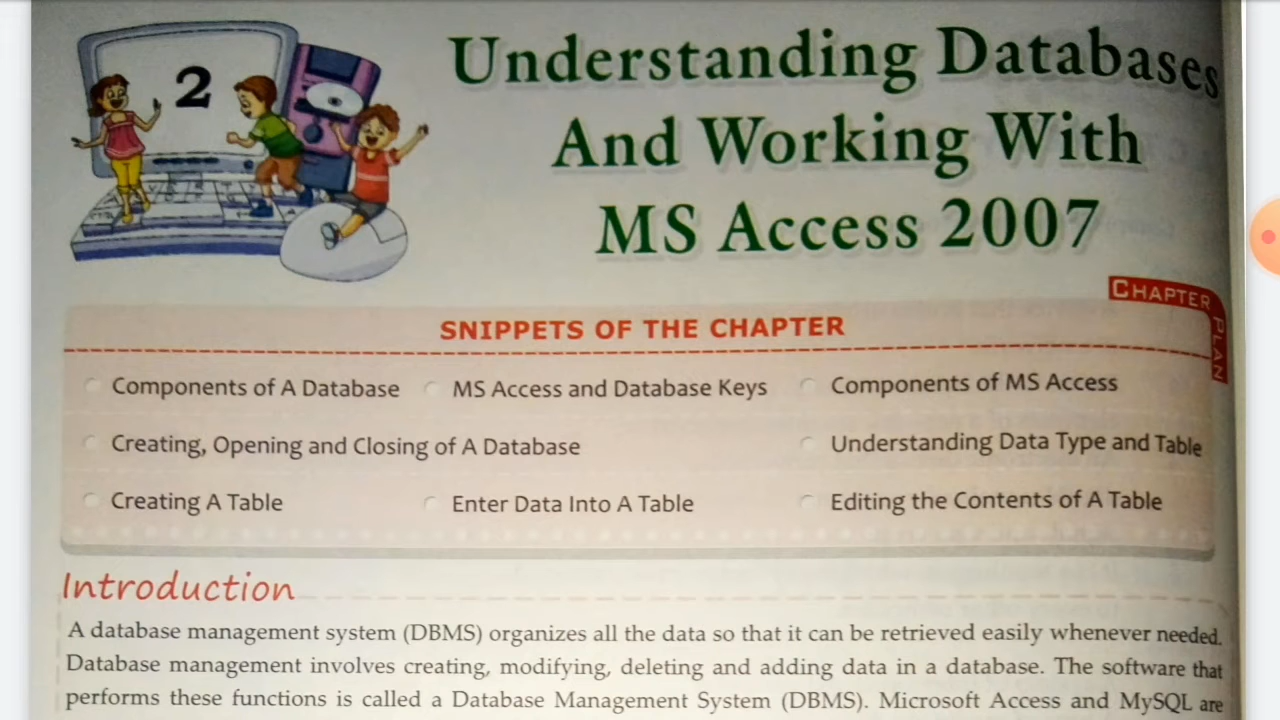 2
Understanding Databases
And Working With
MS Access 2007
CHAPTER PLAN
SNIPPETS OF THE CHAPTER
Components of A Database MS Access and Database Keys Components of MS Access
Creating, Opening and Closing of A Database Understanding Data Type and Table
Creating A Table Enter Data Into A Table Editing the Contents of A Table
Introduction
A database management system (DBMS) organizes all the data so that it can be retrieved easily whenever needed.
Database management involves creating, modifying, deleting and adding data in a database. The software that
performs these functions is called a Database Management System (DBMS). Microsoft Access and MySQL are